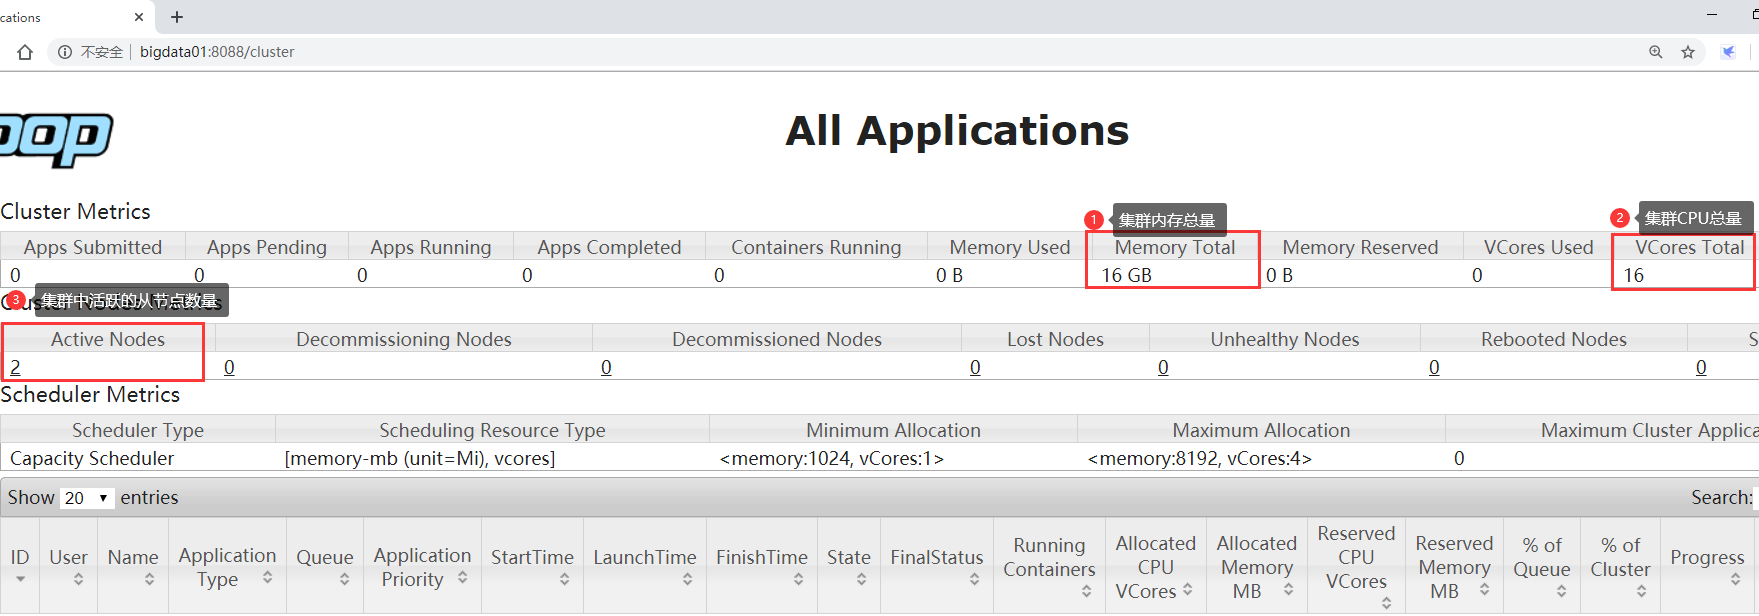 cations
不安全 bigdata01:8088/cluster
oop
All Applications
Cluster Metrics
1 集群内存总量
2 集群CPU总量
Apps Submitted Apps Pending Apps Running Apps Completed Containers Running Memory Used Memory Total Memory Reserved VCores Used VCores Total
0 0 0 0 0 0 B 16 GB 0 B 0 16
3 集群中活跃的从节点数量
Active Nodes Decommissioning Nodes Decommissioned Nodes Lost Nodes Unhealthy Nodes Rebooted Nodes S
2 0 0 0 0 0 0
Scheduler Metrics
Scheduler Type Scheduling Resource Type Minimum Allocation Maximum Allocation Maximum Cluster Applica
Capacity Scheduler [memory-mb (unit=Mi), vcores] <memory:1024, vCores:1> <memory:8192, vCores:4> 0
Show 20 entries Search:
ID User Name Application Type Queue Application Priority StartTime LaunchTime FinishTime State FinalStatus Running Containers Allocated CPU VCores Allocated Memory MB Reserved CPU VCores Reserved Memory MB % of Queue % of Cluster Progress